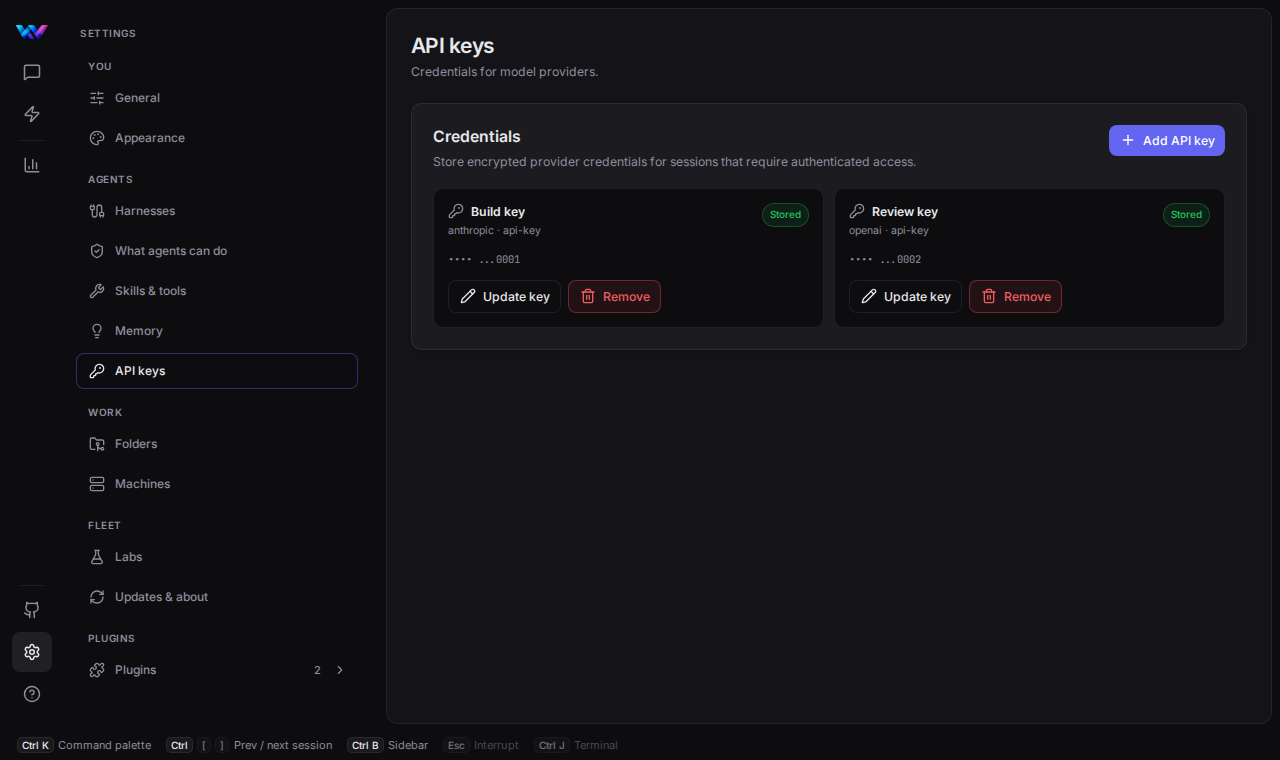 SETTINGS
YOU
General
Appearance
AGENTS
Harnesses
What agents can do
Skills & tools
Memory
API keys
WORK
Folders
Machines
FLEET
Labs
Updates & about
PLUGINS
Plugins 2
API keys
Credentials for model providers.
Credentials
Store encrypted provider credentials for sessions that require authenticated access.
Add API key
Build key Stored
anthropic · api-key
•••• ...0001
Update key Remove
Review key Stored
openai · api-key
•••• ...0002
Update key Remove
Ctrl K Command palette Ctrl [ ] Prev / next session Ctrl B Sidebar Esc Interrupt Ctrl J Terminal